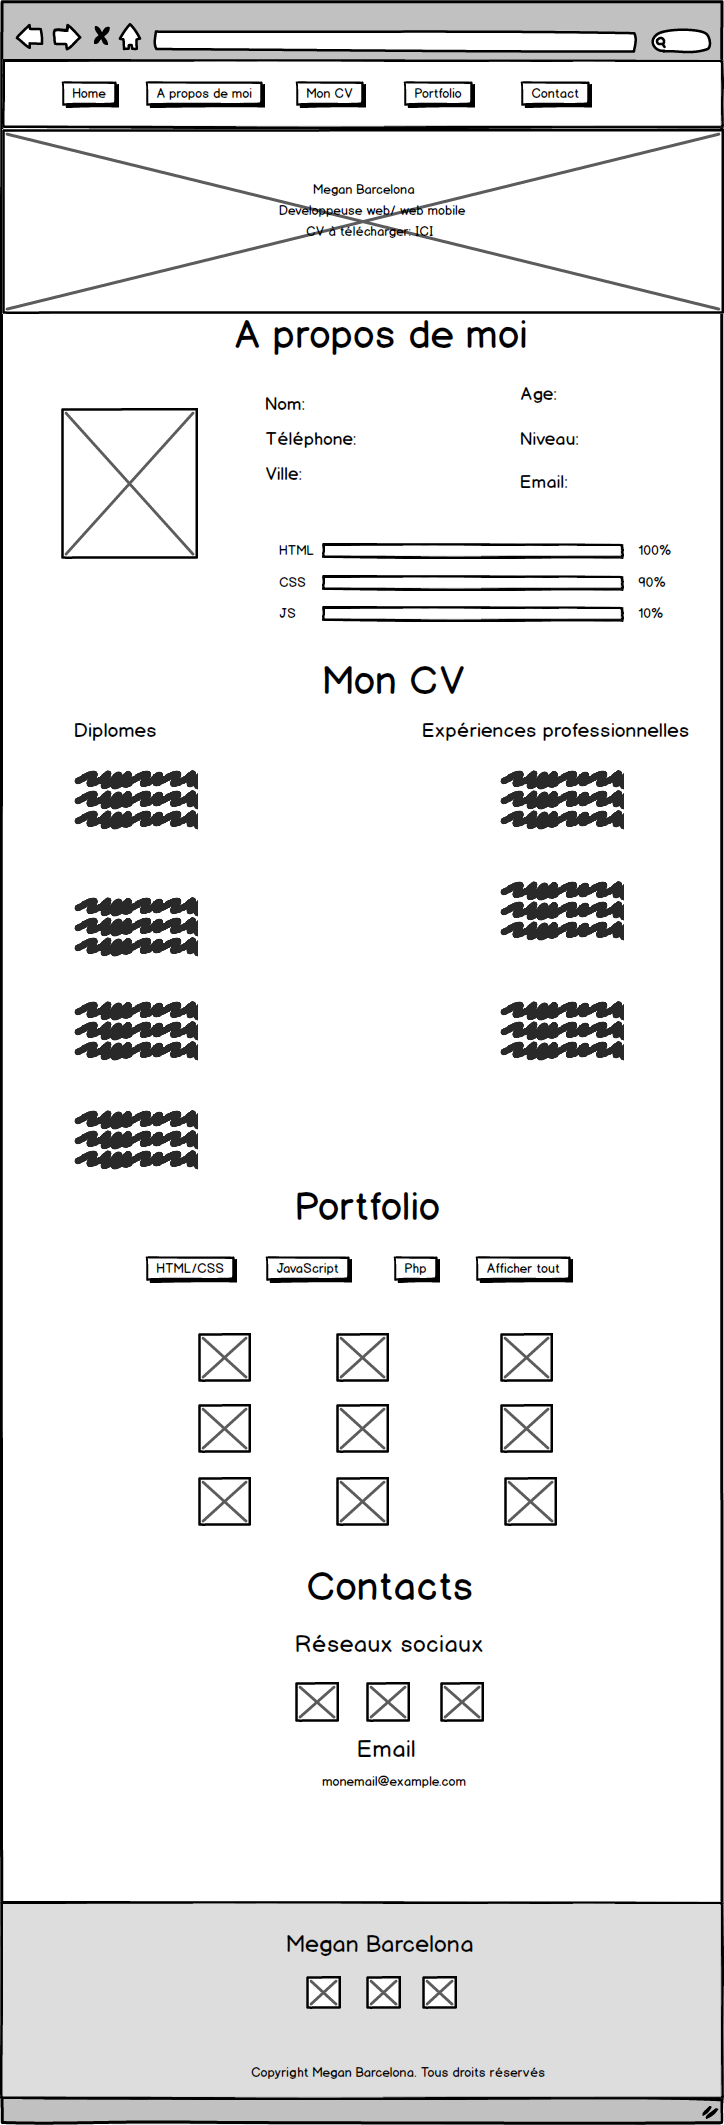 Home
A propos de moi
Mon CV
Portfolio
Contact
Megan Barcelona
Developpeuse web/ web mobile
CV à télécharger: ICI
A propos de moi
Nom:
Age:
Téléphone:
Niveau:
Ville:
Email:
HTML 100%
CSS 90%
JS 10%
Mon CV
Diplomes
Expériences professionnelles
Portfolio
HTML/CSS
JavaScript
Php
Afficher tout
Contacts
Réseaux sociaux
Email
monemail@example.com
Megan Barcelona
Copyright Megan Barcelona. Tous droits réservés